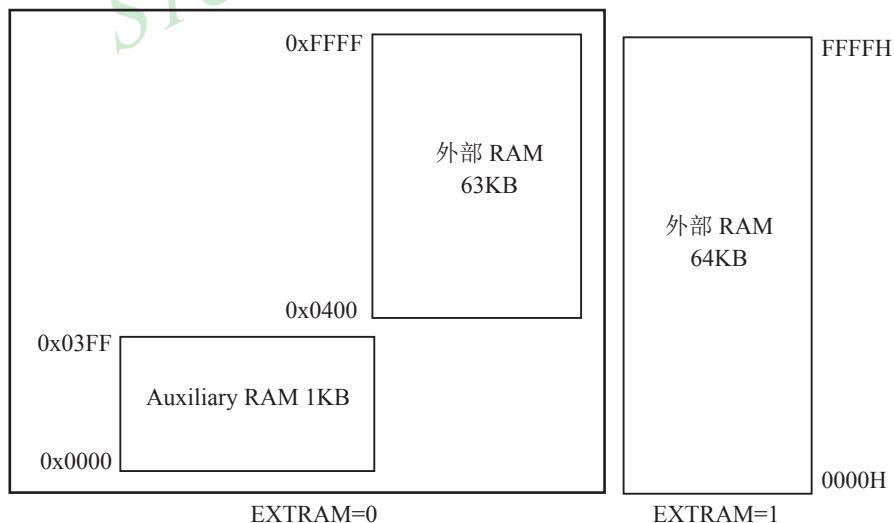 0xFFFF
外部 RAM
63KB
0x0400
0x03FF
Auxiliary RAM 1KB
0x0000
EXTRAM=0
FFFFH
外部 RAM
64KB
0000H
EXTRAM=1